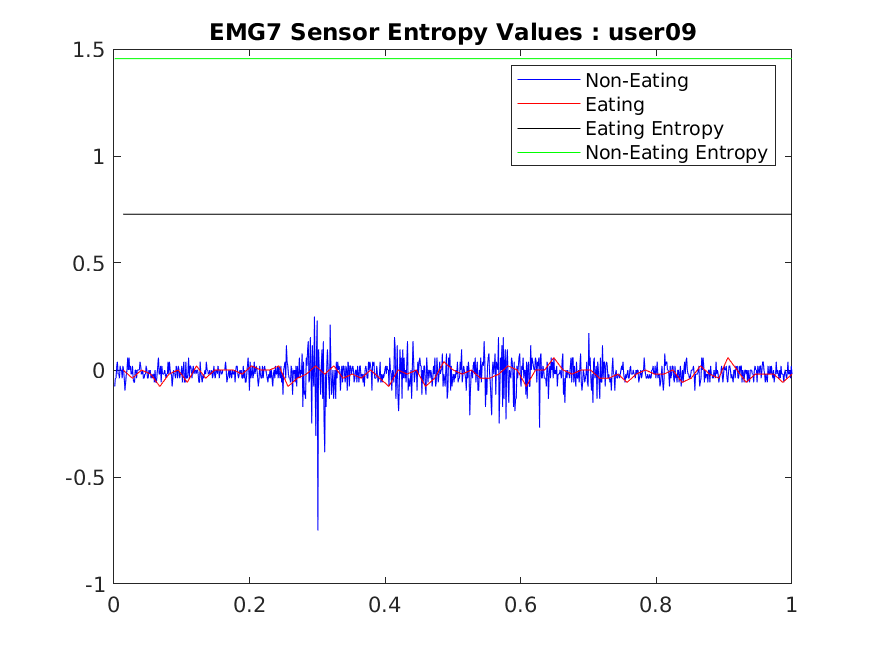 EMG7 Sensor Entropy Values : user09
1.5
1
0.5
0
-0.5
-1
Non-Eating
Eating
Eating Entropy
Non-Eating Entropy
0 0.2 0.4 0.6 0.8 1